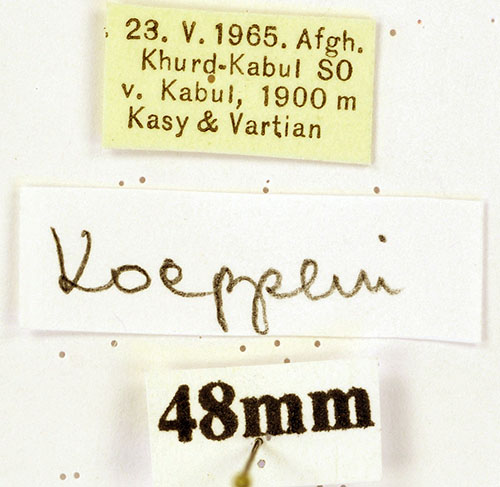 23. V. 1965. Afgh.
Khurd-Kabul SO
v. Kabul, 1900 m
Kasy & Vartian
Koeppeni
48mm